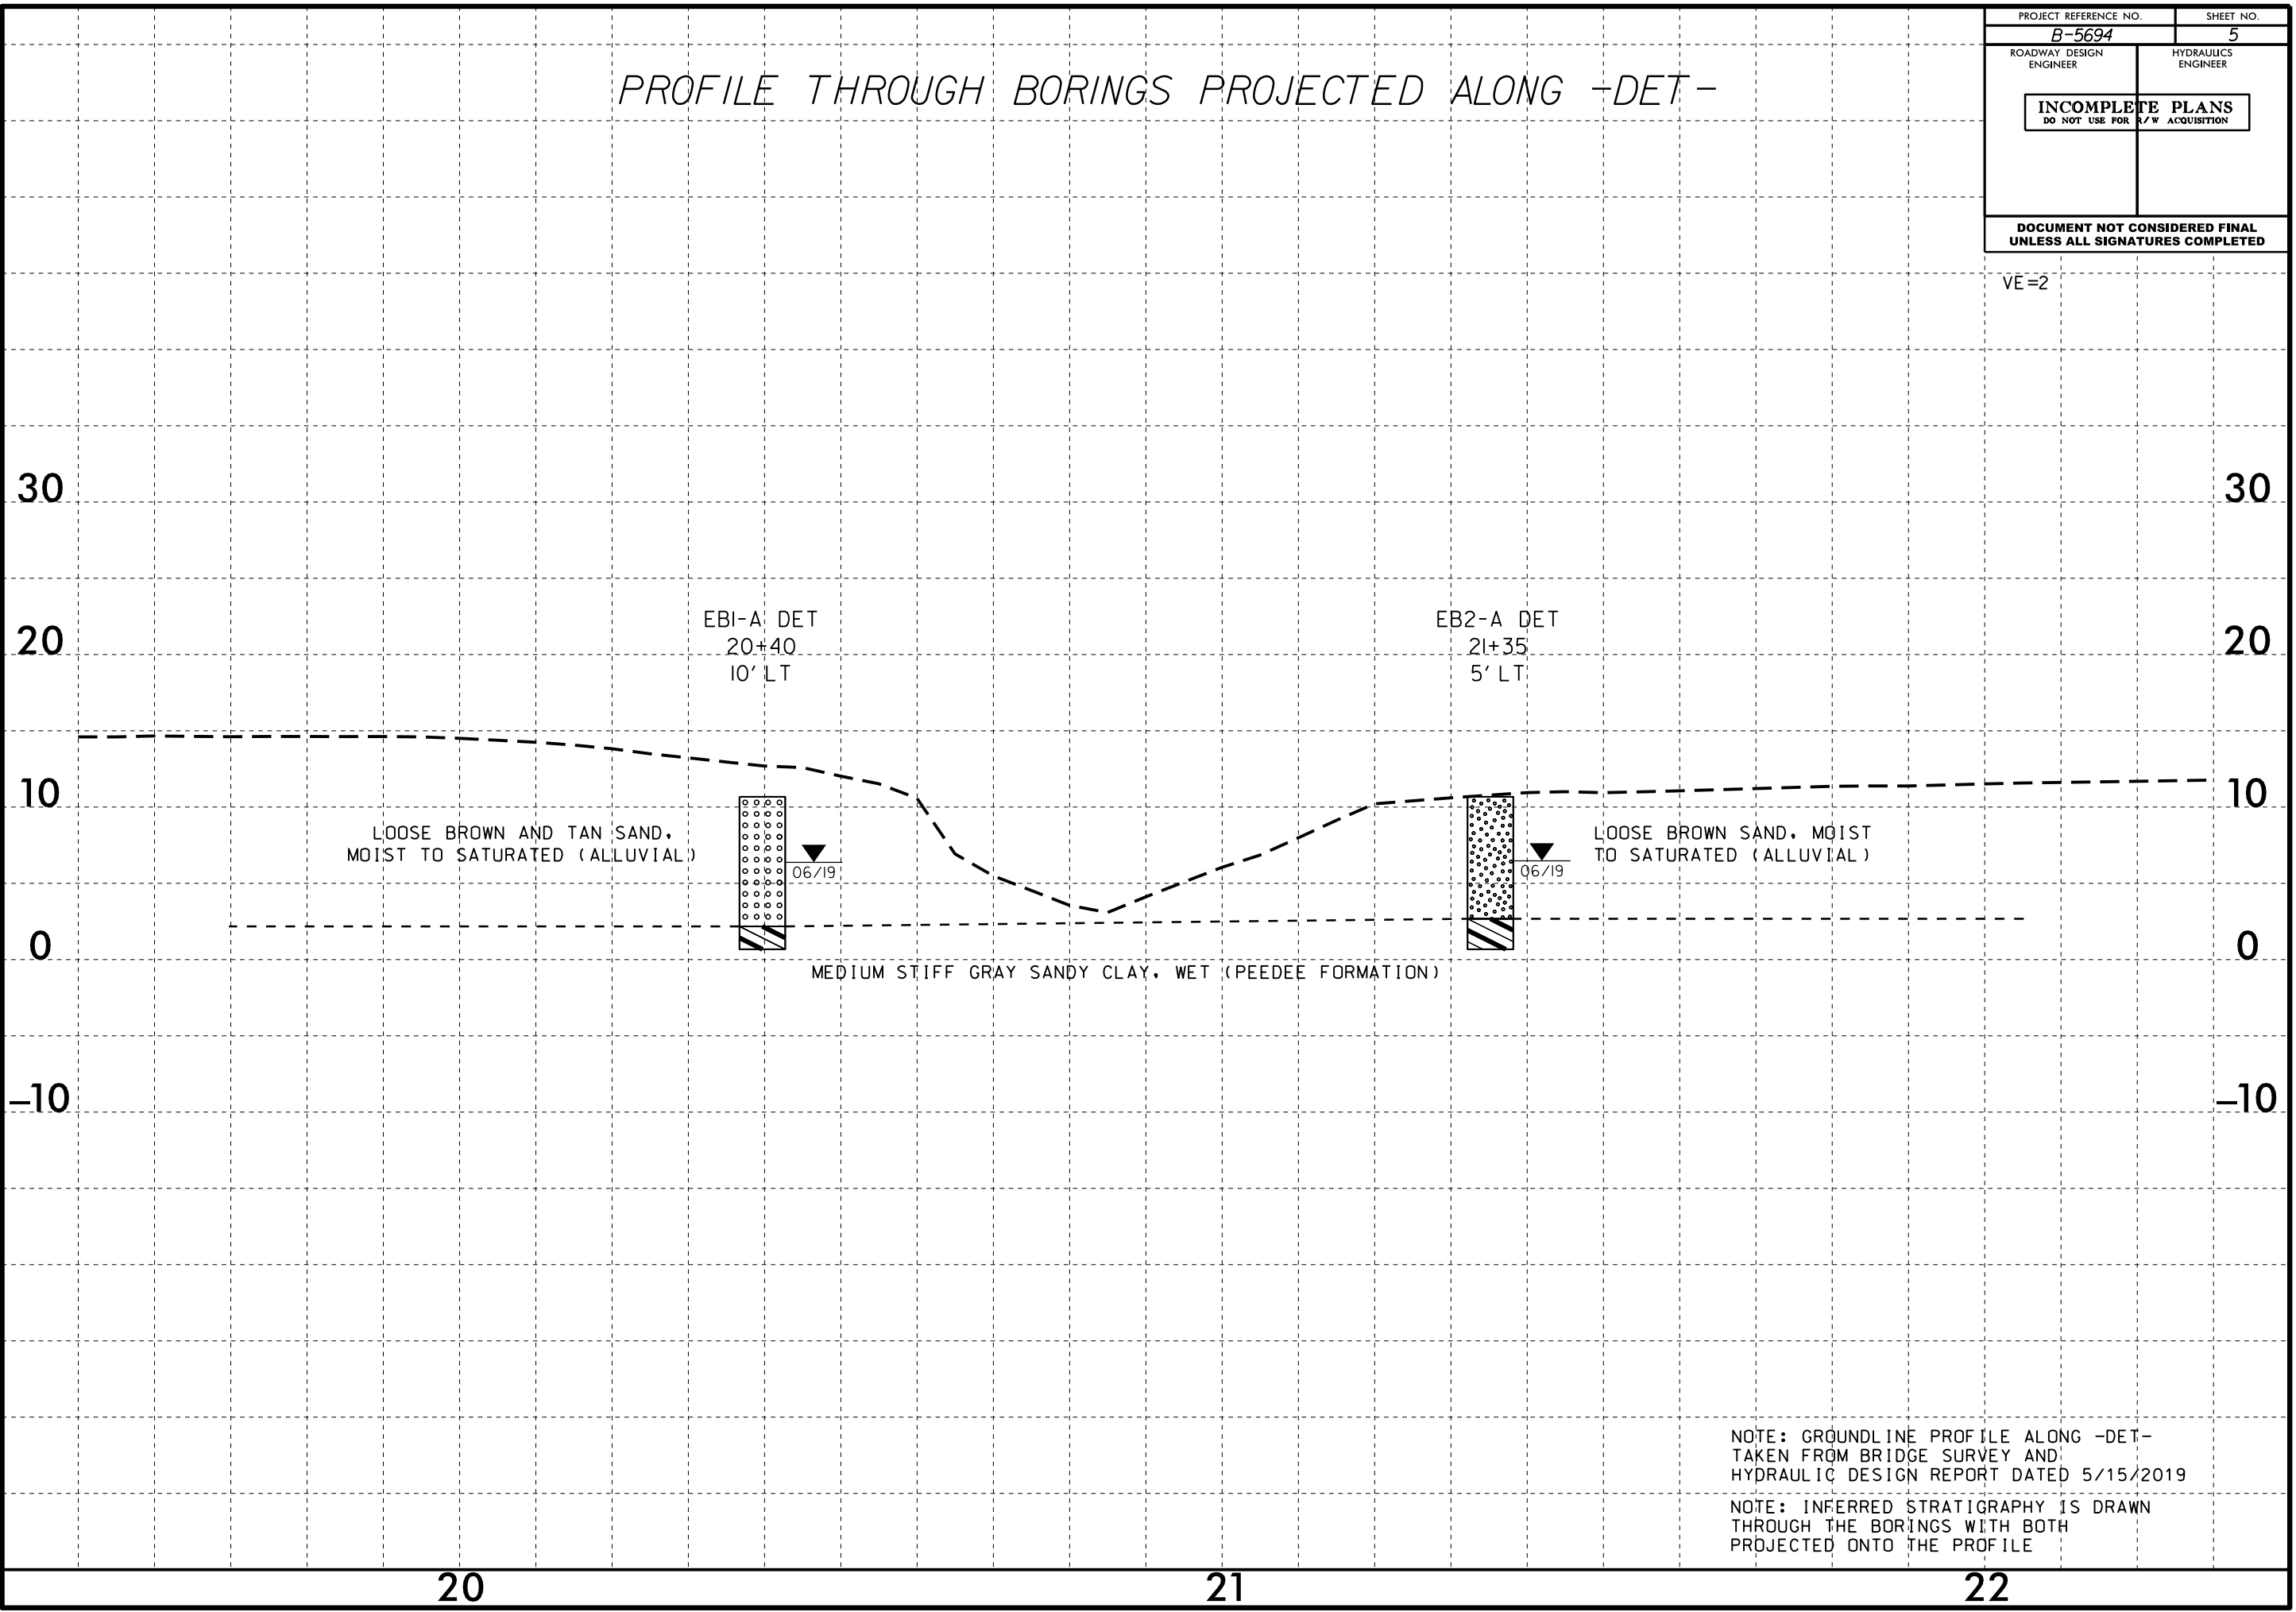 PROJECT REFERENCE NO. SHEET NO.
B-5694 5
ROADWAY DESIGN ENGINEER
HYDRAULICS ENGINEER
INCOMPLETE PLANS
DO NOT USE FOR R/W ACQUISITION
DOCUMENT NOT CONSIDERED FINAL
UNLESS ALL SIGNATURES COMPLETED
PROFILE THROUGH BORINGS PROJECTED ALONG -DET-
VE=2
30 30
EB1-A DET
20+40
10' LT
EB2-A DET
21+35
5' LT
20 20
10 10
LOOSE BROWN AND TAN SAND,
MOIST TO SATURATED (ALLUVIAL)
06/19
06/19
LOOSE BROWN SAND, MOIST
TO SATURATED (ALLUVIAL)
0 0
MEDIUM STIFF GRAY SANDY CLAY, WET (PEEDEE FORMATION)
-10 -10
NOTE: GROUNDLINE PROFILE ALONG -DET-
TAKEN FROM BRIDGE SURVEY AND
HYDRAULIC DESIGN REPORT DATED 5/15/2019
NOTE: INFERRED STRATIGRAPHY IS DRAWN
THROUGH THE BORINGS WITH BOTH
PROJECTED ONTO THE PROFILE
20 21 22